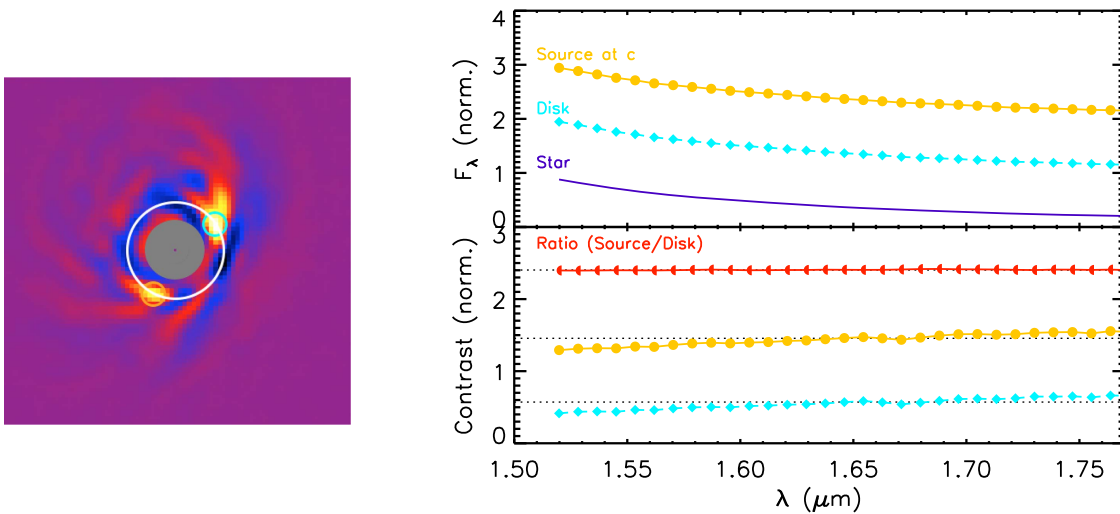 4
3
2
1
0
F_λ (norm.)
Source at c
Disk
Star
3
2
1
0
Contrast (norm.)
Ratio (Source/Disk)
1.50 1.55 1.60 1.65 1.70 1.75
λ (μm)